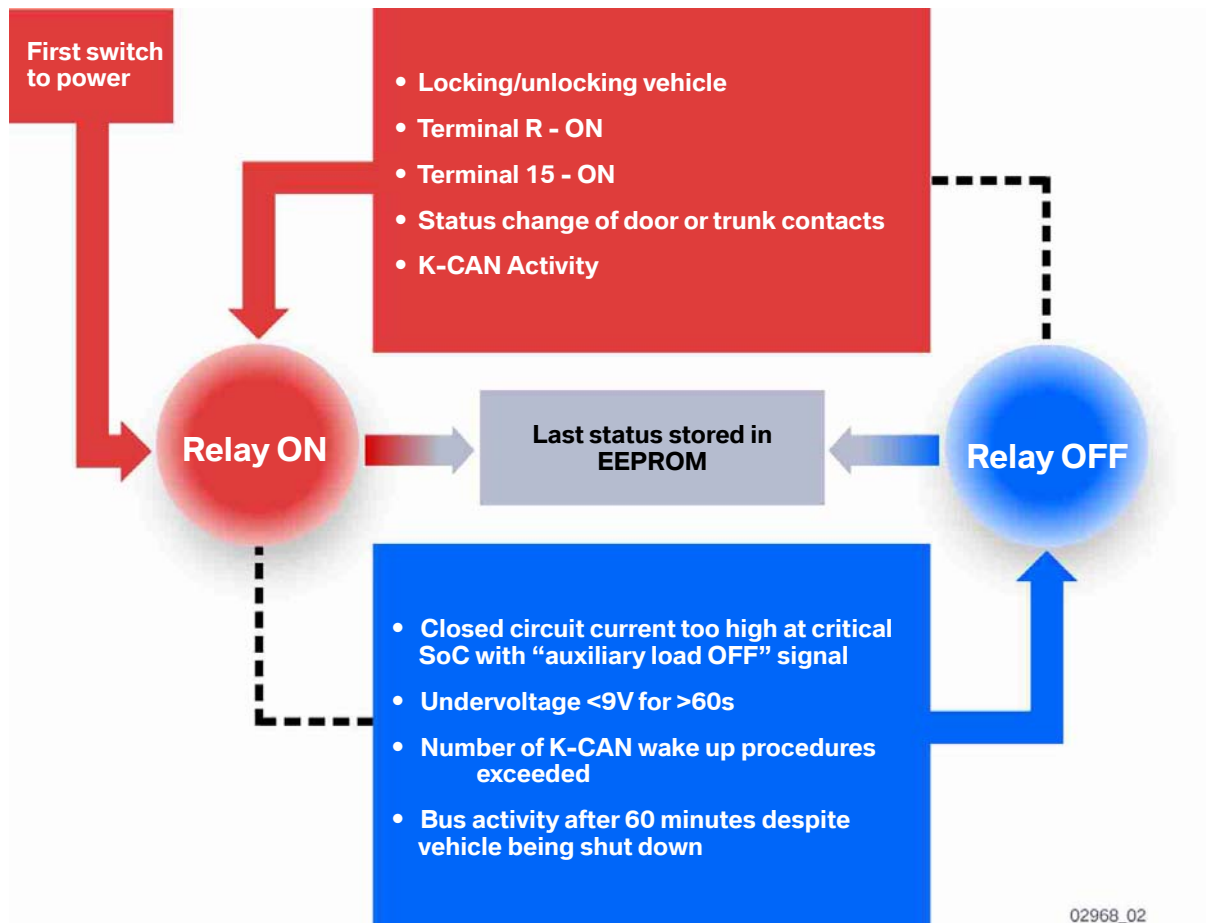 First switch
to power
• Locking/unlocking vehicle
• Terminal R - ON
• Terminal 15 - ON
• Status change of door or trunk contacts
• K-CAN Activity
Relay ON
Last status stored in
EEPROM
Relay OFF
• Closed circuit current too high at critical
SoC with “auxiliary load OFF” signal
• Undervoltage <9V for >60s
• Number of K-CAN wake up procedures
exceeded
• Bus activity after 60 minutes despite
vehicle being shut down
02968_02